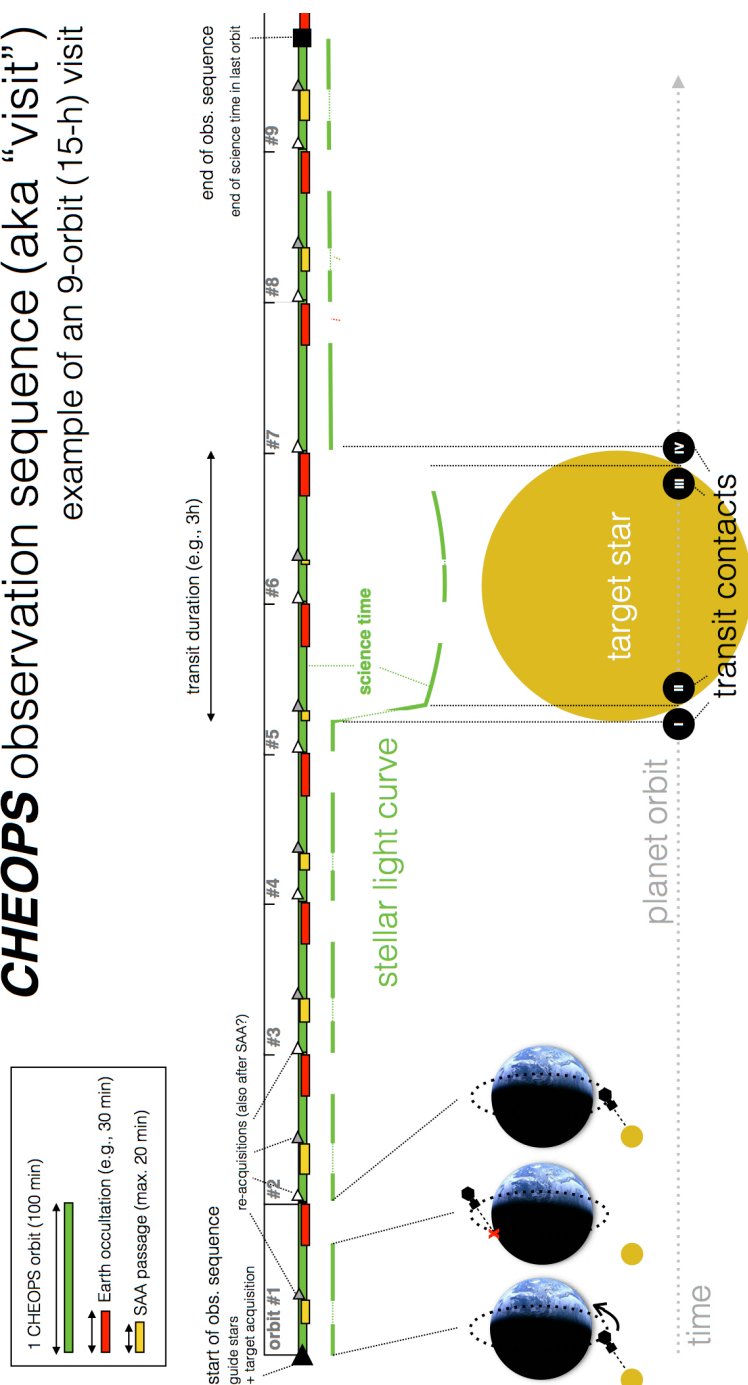 CHEOPS observation sequence (aka “visit”)
example of an 9-orbit (15-h) visit
1 CHEOPS orbit (100 min)
Earth occultation (e.g., 30 min)
SAA passage (max. 20 min)
start of obs. sequence
guide stars
+ target acquisition
re-acquisitions (also after SAA?)
transit duration (e.g., 3h)
end of obs. sequence
end of science time in last orbit
orbit #1
#2
#3
#4
#5
#6
#7
#8
#9
science time
stellar light curve
target star
planet orbit
I
II
III
IV
transit contacts
time